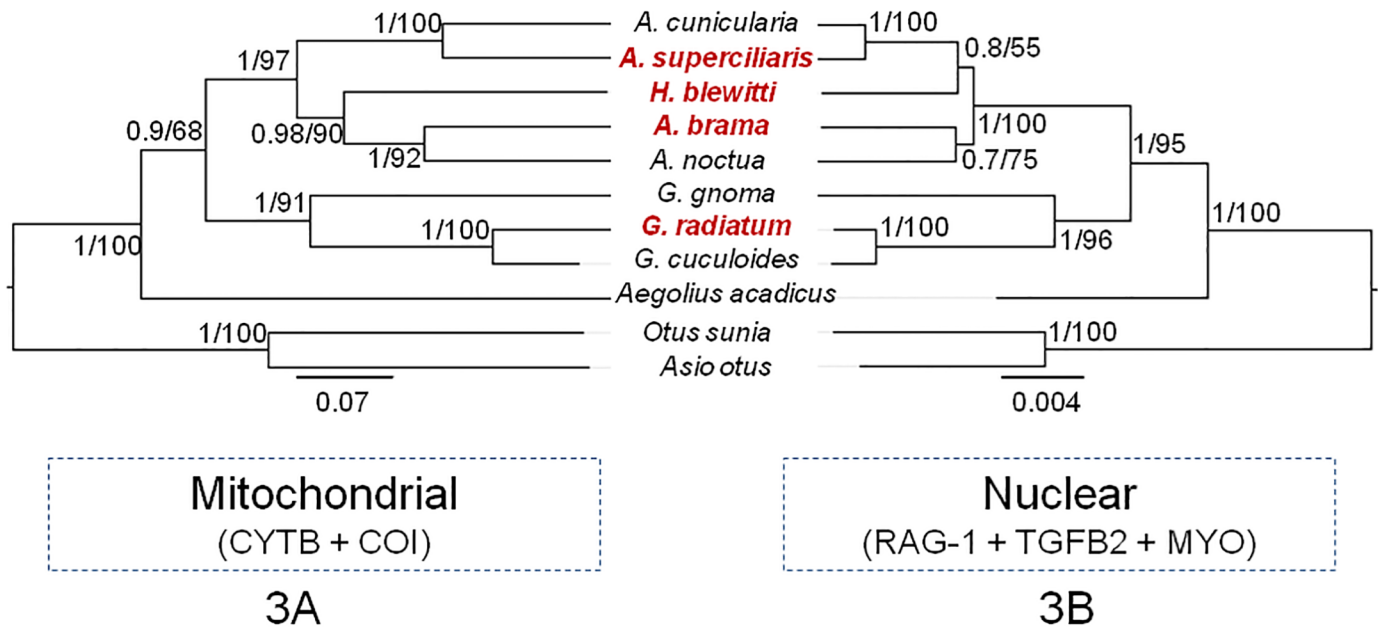 1/100
A. cunicularia
1/100
1/97
A. superciliaris
0.8/55
H. blewitti
0.9/68
0.98/90
A. brama
1/100
1/92
A. noctua
0.7/75
1/95
1/91
G. gnoma
1/100
G. radiatum
1/100
1/100
1/100
G. cuculoides
1/96
Aegolius acadicus
1/100
Otus sunia
1/100
Asio otus
0.07
0.004
Mitochondrial
(CYTB + COI)
Nuclear
(RAG-1 + TGFB2 + MYO)
3A
3B